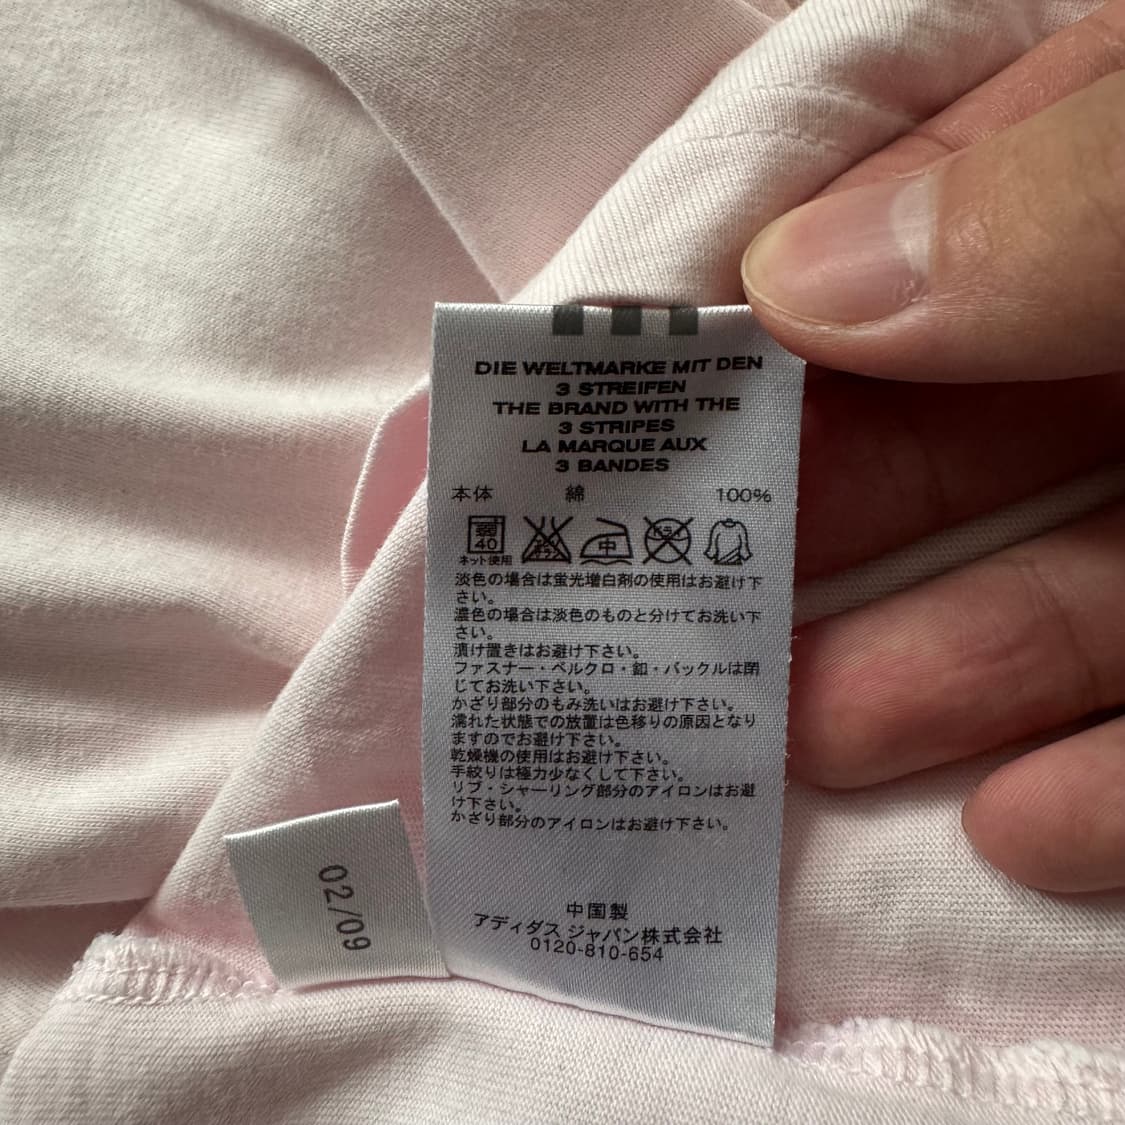 DIE WELTMARKE MIT DEN
3 STREIFEN
THE BRAND WITH THE
3 STRIPES
LA MARQUE AUX
3 BANDES
本体 綿 100%
弱
40
ネット使用
中
ドライ
淡色の場合は蛍光増白剤の使用はお避け下
さい。
濃色の場合は淡色のものと分けてお洗い下
さい。
漬け置きはお避け下さい。
ファスナー・ベルクロ・釦・バックルは閉
じてお洗い下さい。
かざり部分のもみ洗いはお避け下さい。
濡れた状態での放置は色移りの原因となり
ますのでお避け下さい。
乾燥機の使用はお避け下さい。
手絞りは極力少なくして下さい。
リブ・シャーリング部分のアイロンはお避
け下さい。
かざり部分のアイロンはお避け下さい。
中国製
アディダス ジャパン株式会社
0120-810-654
02/09